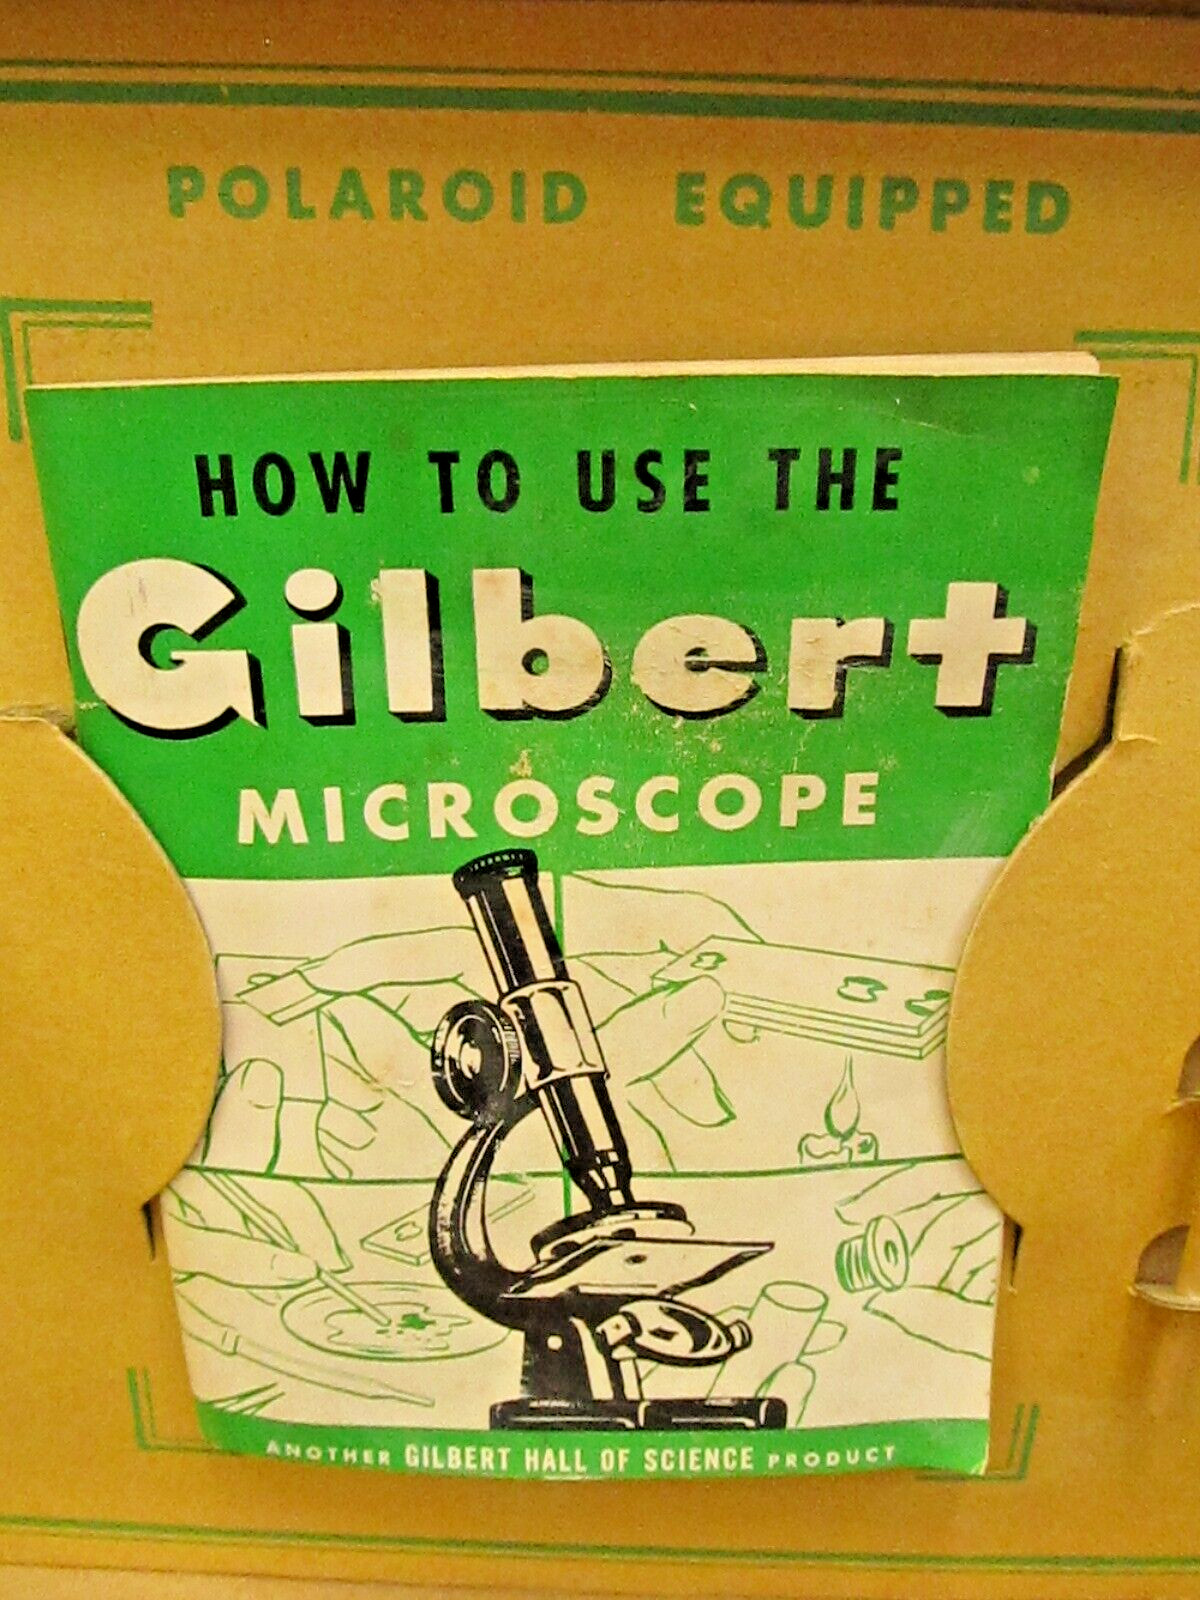 POLAROID EQUIPPED
HOW TO USE THE
Gilbert
MICROSCOPE
ANOTHER GILBERT HALL OF SCIENCE PRODUCT